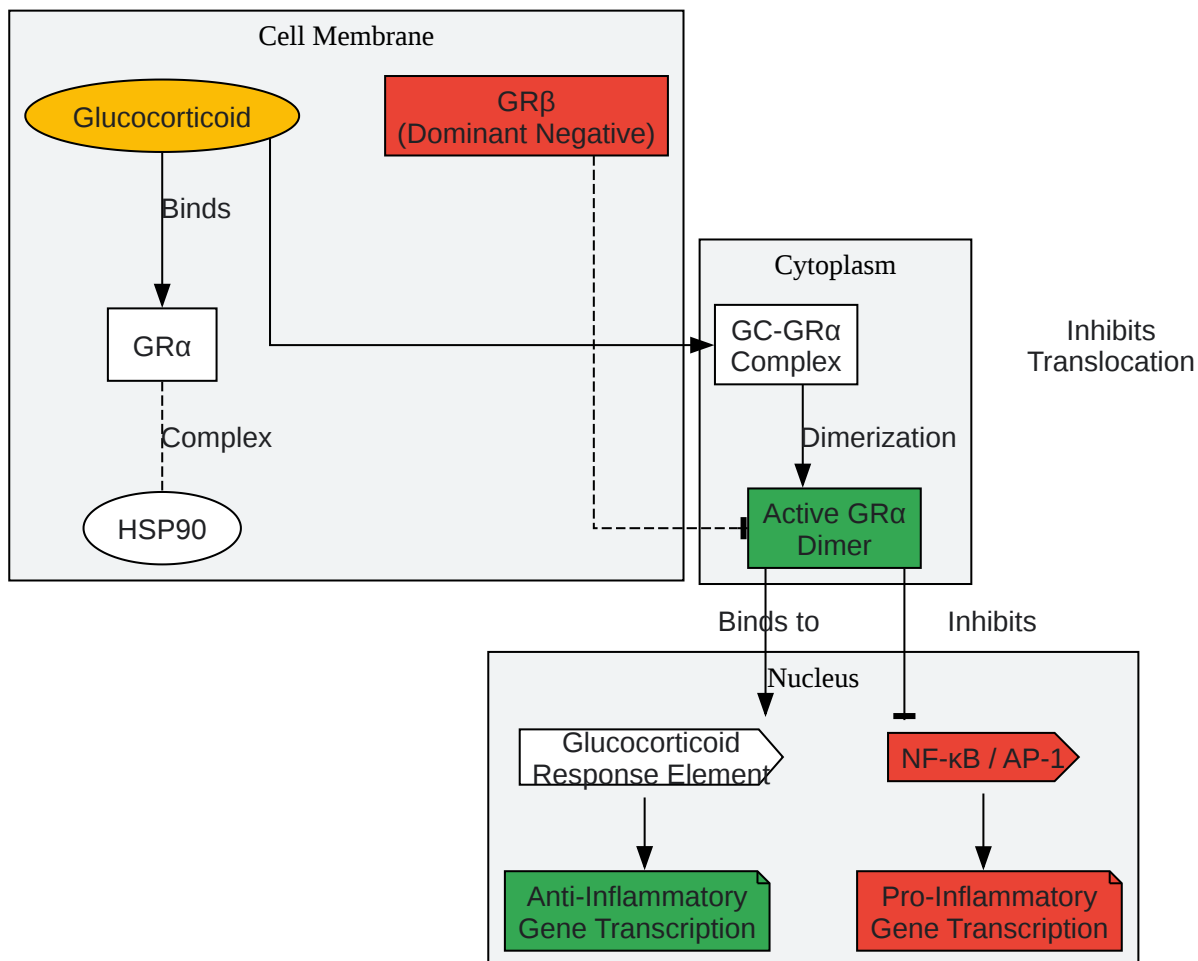 Cell Membrane
Glucocorticoid
GRβ
(Dominant Negative)
Binds
GRα
Complex
HSP90
Cytoplasm
GC-GRα
Complex
Inhibits
Translocation
Dimerization
Active GRα
Dimer
Binds to
Inhibits
Nucleus
Glucocorticoid
Response Element
NF-κB / AP-1
Anti-Inflammatory
Gene Transcription
Pro-Inflammatory
Gene Transcription